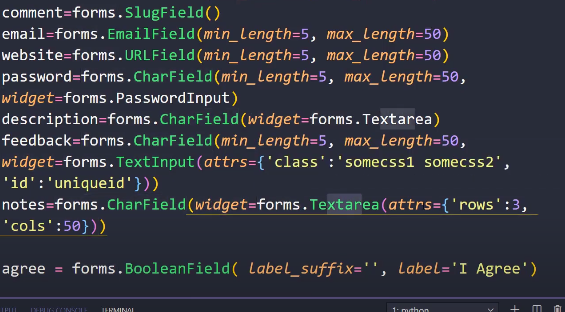 comment=forms.SlugField()
email=forms.EmailField(min_length=5, max_length=50)
website=forms.URLField(min_length=5, max_length=50)
password=forms.CharField(min_length=5, max_length=50,
widget=forms.PasswordInput)
description=forms.CharField(widget=forms.Textarea)
feedback=forms.CharField(min_length=5, max_length=50,
widget=forms.TextInput(attrs={'class':'somecss1 somecss2',
'id':'uniqueid'}))
notes=forms.CharField(widget=forms.Textarea(attrs={'rows':3,
'cols':50}))
agree = forms.BooleanField( label_suffix='', label='I Agree')
DEBUG CONSOLE TERMINAL 1: python